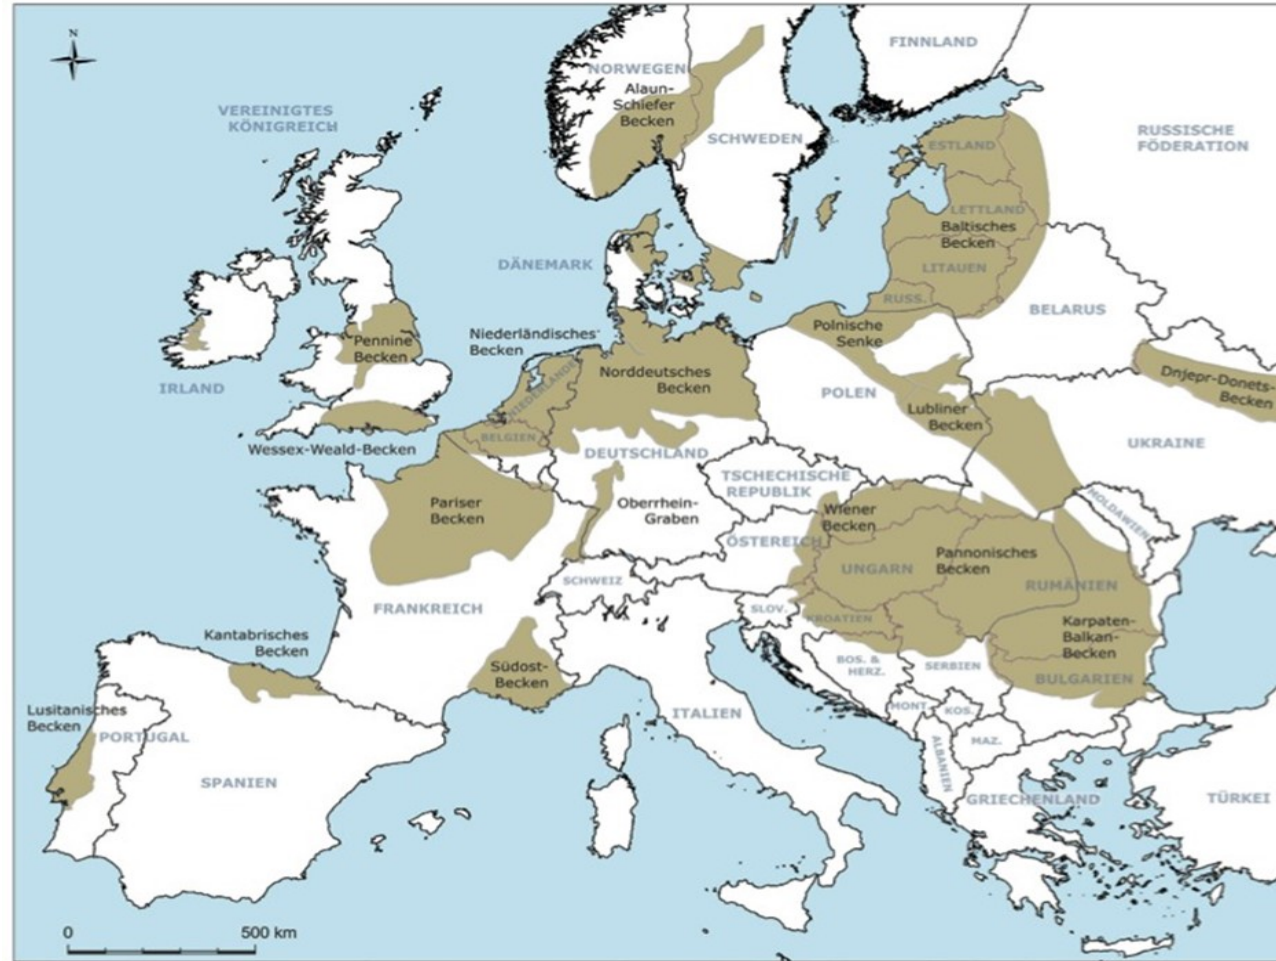 N
FINNLAND
NORWEGEN
Alaun-
Schiefer
Becken
VEREINIGTES
KÖNIGREICH
SCHWEDEN
RUSSISCHE
FÖDERATION
ESTLAND
LETTLAND
Baltisches
Becken
DÄNEMARK
LITAUEN
RUSS.
BELARUS
Niederländisches
Becken
Polnische
Senke
Pennine
Becken
IRLAND
NIEDERLANDE
Norddeutsches
Becken
POLEN
Dnjepr-Donets-
Becken
Lubliner
Becken
BELGIEN
UKRAINE
Wessex-Weald-Becken
DEUTSCHLAND
TSCHECHISCHE
REPUBLIK
Pariser
Becken
Oberrhein-
Graben
Wiener
Becken
MOLDAWIEN
ÖSTERREICH
Pannonisches
Becken
UNGARN
RUMÄNIEN
SCHWEIZ
FRANKREICH
SLOV.
KROATIEN
Karpaten-
Balkan-
Becken
Kantabrisches
Becken
BOS. &
HERZ.
SERBIEN
Südost-
Becken
BULGARIEN
Lusitanisches
Becken
PORTUGAL
ITALIEN
MONT.
KOS.
MAZ.
ALBANIEN
SPANIEN
GRIECHENLAND
TÜRKEI
0
500 km